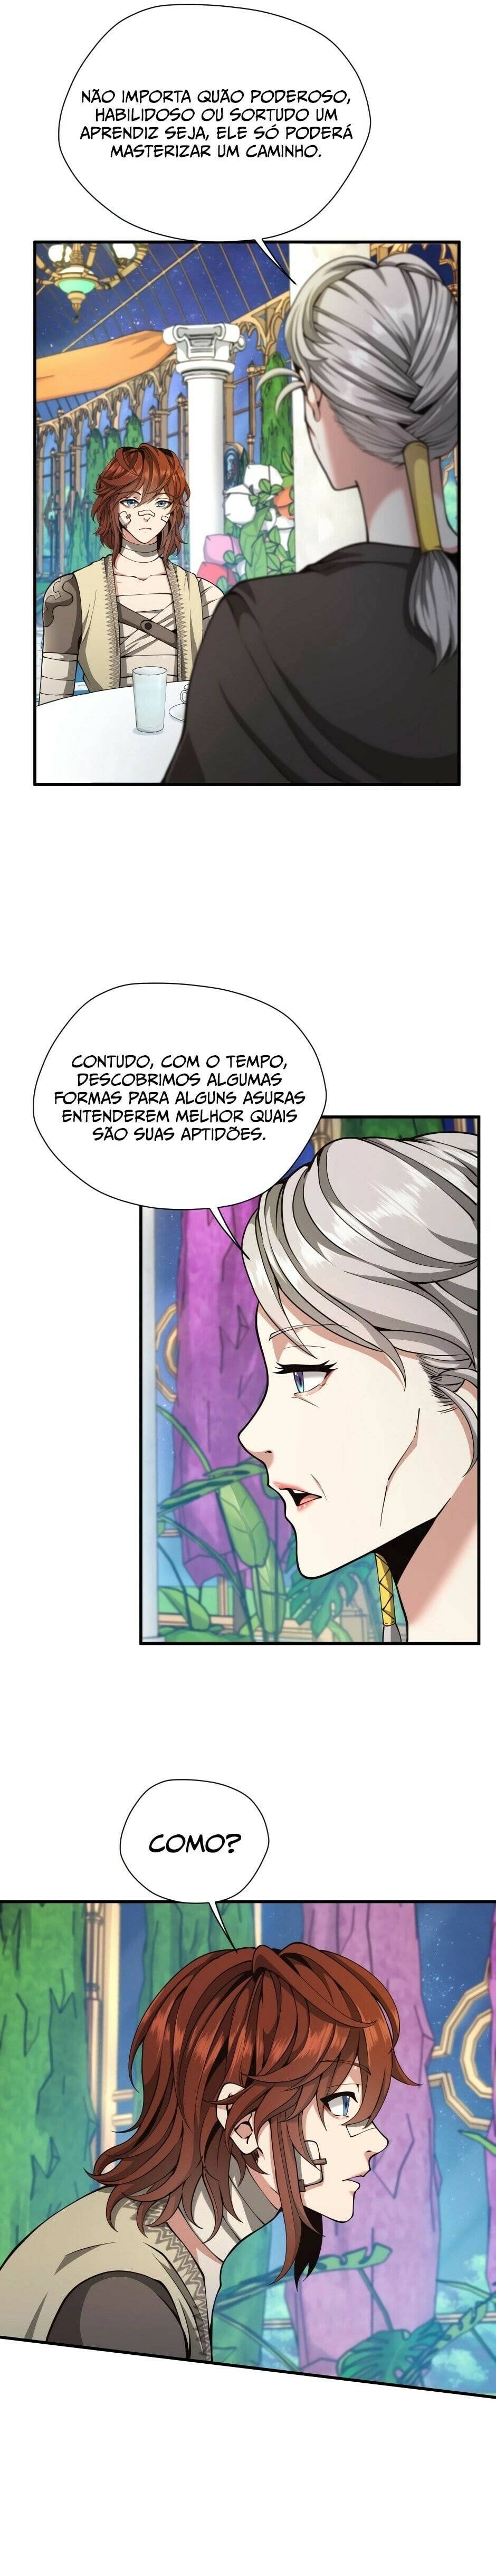 NÃO IMPORTA QUÃO PODEROSO,
HABILIDOSO OU SORTUDO UM
APRENDIZ SEJA, ELE SÓ PODERÁ
MASTERIZAR UM CAMINHO.
CONTUDO, COM O TEMPO,
DESCOBRIMOS ALGUMAS
FORMAS PARA ALGUNS ASURAS
ENTENDEREM MELHOR QUAIS
SÃO SUAS APTIDÕES.
COMO?